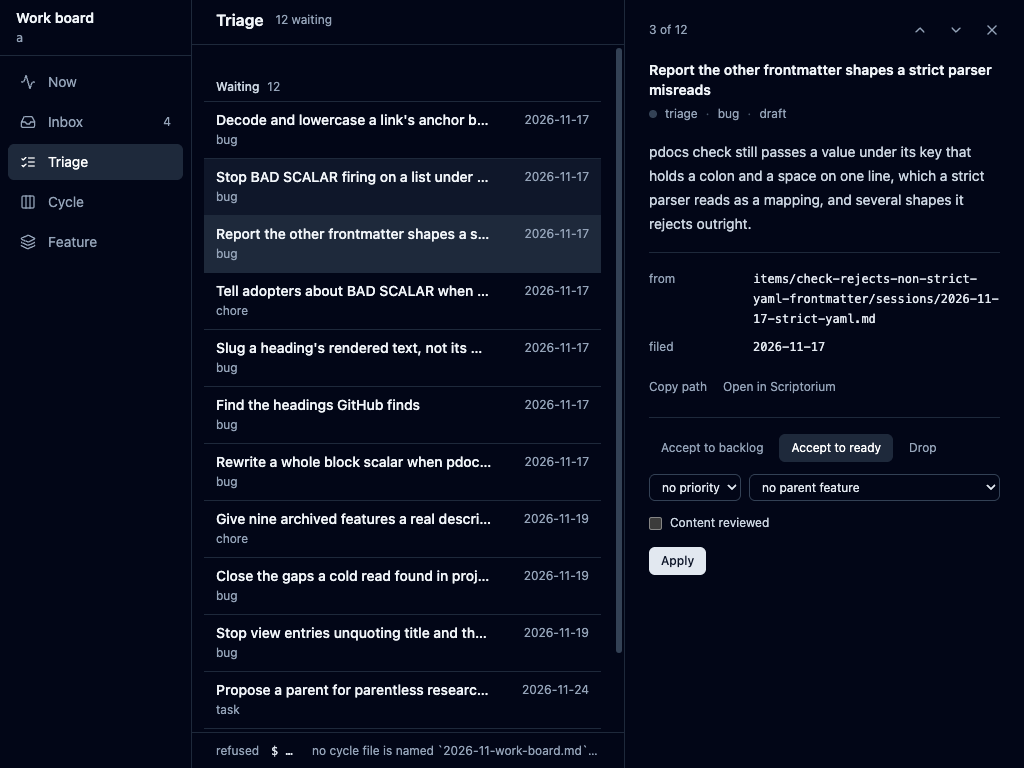 Work board
a
Now
Inbox 4
Triage
Cycle
Feature
Triage 12 waiting
Waiting 12
Decode and lowercase a link's anchor b... 2026-11-17
bug
Stop BAD SCALAR firing on a list under ... 2026-11-17
bug
Report the other frontmatter shapes a s... 2026-11-17
bug
Tell adopters about BAD SCALAR when ... 2026-11-17
chore
Slug a heading's rendered text, not its ... 2026-11-17
bug
Find the headings GitHub finds 2026-11-17
bug
Rewrite a whole block scalar when pdoc... 2026-11-17
bug
Give nine archived features a real descri... 2026-11-19
chore
Close the gaps a cold read found in proj... 2026-11-19
bug
Stop view entries unquoting title and th... 2026-11-19
bug
Propose a parent for parentless researc... 2026-11-24
task
refused $ … no cycle file is named `2026-11-work-board.md`...
3 of 12
Report the other frontmatter shapes a strict parser
misreads
triage · bug · draft
pdocs check still passes a value under its key that
holds a colon and a space on one line, which a strict
parser reads as a mapping, and several shapes it
rejects outright.
from items/check-rejects-non-strict-
yaml-frontmatter/sessions/2026-11-
17-strict-yaml.md
filed 2026-11-17
Copy path Open in Scriptorium
Accept to backlog Accept to ready Drop
no priority no parent feature
Content reviewed
Apply